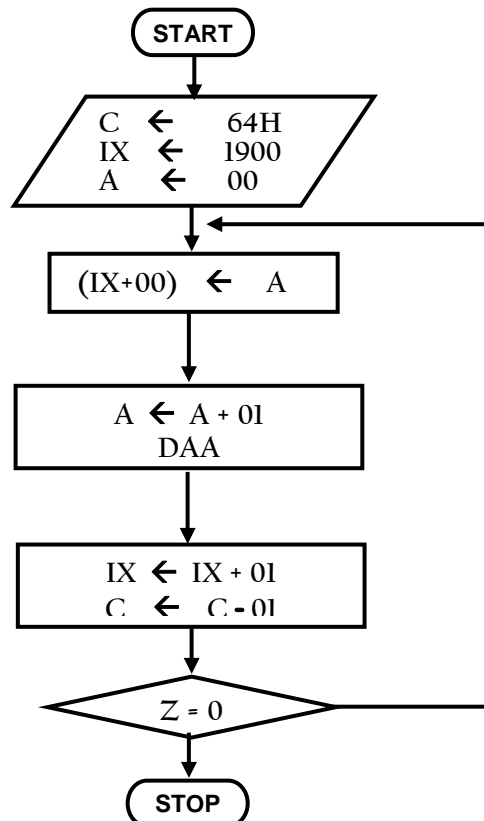 START
C ← 64H
IX ← 1900
A ← 00
(IX+00) ← A
A ← A + 01
DAA
IX ← IX + 01
C ← C - 01
Z = 0
STOP